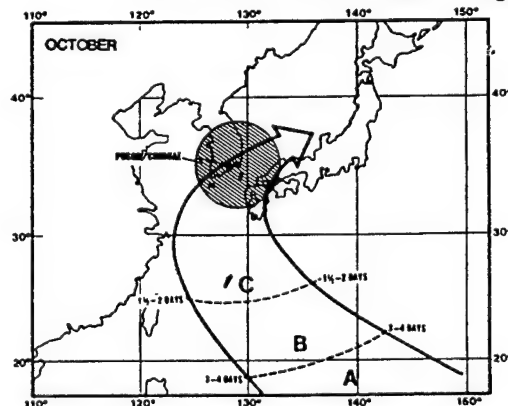 110° 120° 130° 140° 150°
OCTOBER
40° 40°
PUSAN/CHINHAE
30° 30°
C
1½-2 DAYS 1½-2 DAYS
3-4 DAYS
B
20° 20°
3-4 DAYS A
110° 120° 130° 140° 160°